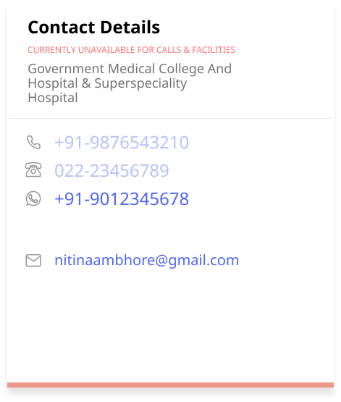 Contact Details
CURRENTLY UNAVAILABLE FOR CALLS & FACILITIES
Government Medical College And
Hospital & Superspeciality
Hospital
+91-9876543210
022-23456789
+91-9012345678
nitinaambhore@gmail.com